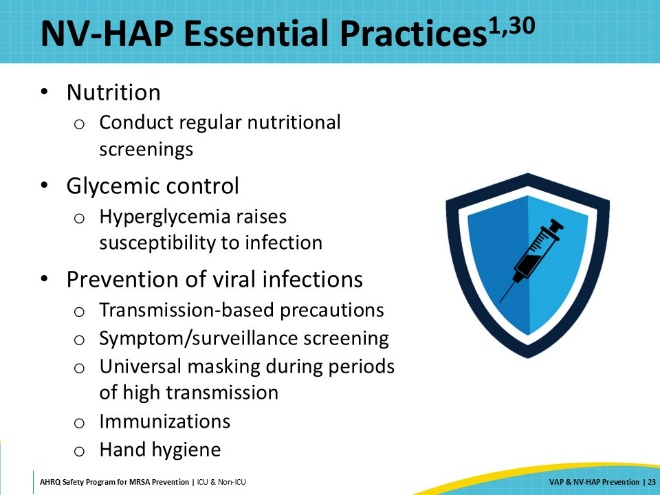 NV-HAP Essential Practices1,30
• Nutrition
o Conduct regular nutritional
screenings
• Glycemic control
o Hyperglycemia raises
susceptibility to infection
• Prevention of viral infections
o Transmission-based precautions
o Symptom/surveillance screening
o Universal masking during periods
of high transmission
o Immunizations
o Hand hygiene
AHRQ Safety Program for MRSA Prevention | ICU & Non-ICU
VAP & NV-HAP Prevention | 23